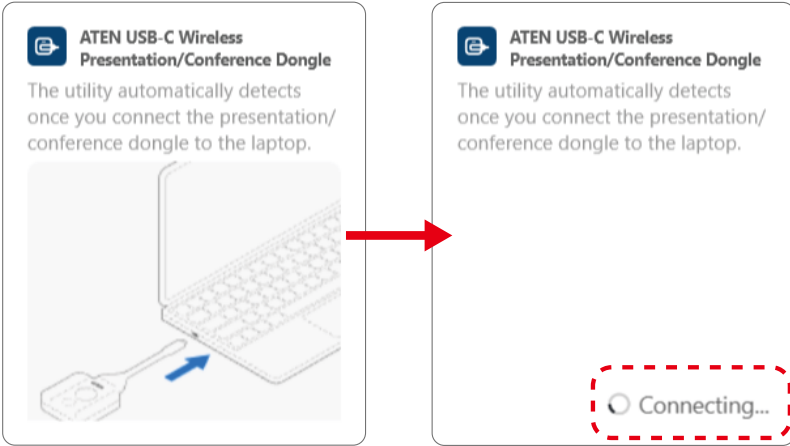 ATEN USB-C Wireless
Presentation/Conference Dongle
The utility automatically detects
once you connect the presentation/
conference dongle to the laptop.
ATEN USB-C Wireless
Presentation/Conference Dongle
The utility automatically detects
once you connect the presentation/
conference dongle to the laptop.
Connecting...